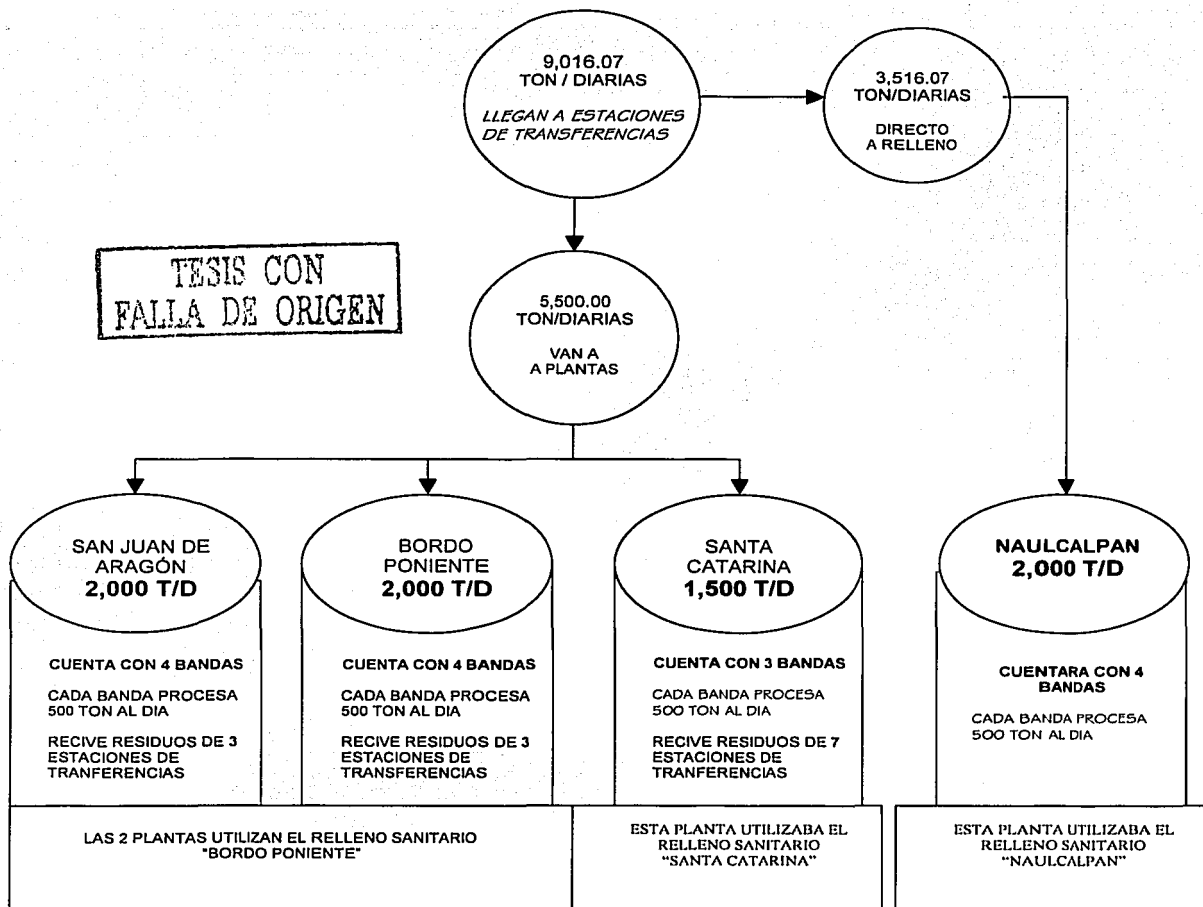 9,016.07
TON / DIARIAS
LLEGAN A ESTACIONES
DE TRANSFERENCIAS
3,516.07
TON/DIARIAS
DIRECTO
A RELLENO
TESIS CON
FALLA DE ORIGEN
5,500.00
TON/DIARIAS
VAN A
A PLANTAS
SAN JUAN DE
ARAGÓN
2,000 T/D
CUENTA CON 4 BANDAS
CADA BANDA PROCESA
500 TON AL DIA
RECIVE RESIDUOS DE 3
ESTACIONES DE
TRANFERENCIAS
BORDO
PONIENTE
2,000 T/D
CUENTA CON 4 BANDAS
CADA BANDA PROCESA
500 TON AL DIA
RECIVE RESIDUOS DE 3
ESTACIONES DE
TRANSFERENCIAS
SANTA
CATARINA
1,500 T/D
CUENTA CON 3 BANDAS
CADA BANDA PROCESA
500 TON AL DIA
RECIVE RESIDUOS DE 7
ESTACIONES DE
TRANFERENCIAS
NAULCALPAN
2,000 T/D
CUENTARA CON 4
BANDAS
CADA BANDA PROCESA
500 TON AL DIA
LAS 2 PLANTAS UTILIZAN EL RELLENO SANITARIO
"BORDO PONIENTE"
ESTA PLANTA UTILIZABA EL
RELLENO SANITARIO
“SANTA CATARINA”
ESTA PLANTA UTILIZABA EL
RELLENO SANITARIO
“NAULCALPAN”